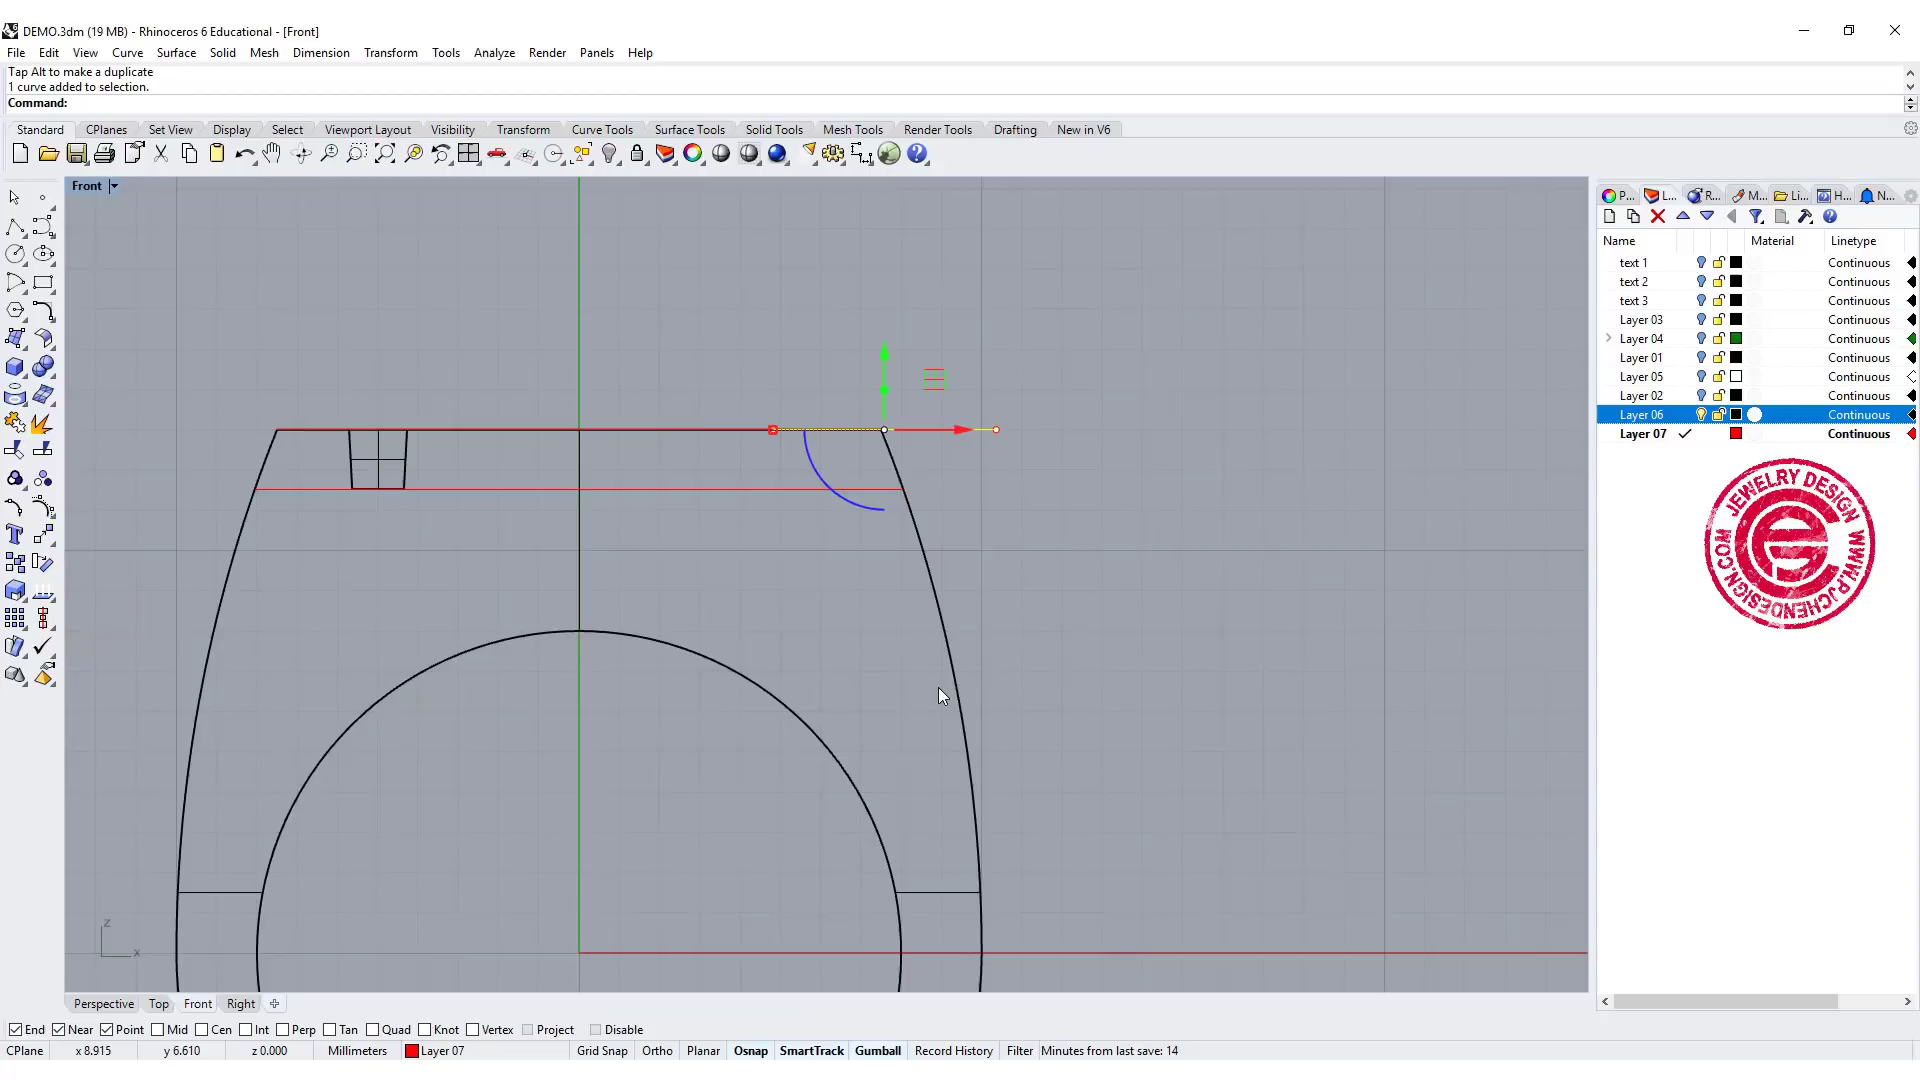 DEMO.3dm (19 MB) - Rhinoceros 6 Educational - [Front]
File Edit View Curve Surface Solid Mesh Dimension Transform Tools Analyze Render Panels Help
Tap Alt to make a duplicate
1 curve added to selection.
Command:
Standard CPlanes Set View Display Select Viewport Layout Visibility Transform Curve Tools Surface Tools Solid Tools Mesh Tools Render Tools Drafting New in V6
Front
P... L... R... M... Li... H... N...
Name Material Linetype
text 1 Continuous
text 2 Continuous
text 3 Continuous
Layer 03 Continuous
Layer 04 Continuous
Layer 01 Continuous
Layer 05 Continuous
Layer 02 Continuous
Layer 06 Continuous
Layer 07 Continuous
JEWELRY DESIGN
WWW.PJCHENDESIGN.COM
z
x
Perspective Top Front Right
End Near Point Mid Cen Int Perp Tan Quad Knot Vertex Project Disable
CPlane x 8.915 y 6.610 z 0.000 Millimeters Layer 07 Grid Snap Ortho Planar Osnap SmartTrack Gumball Record History Filter Minutes from last save: 14